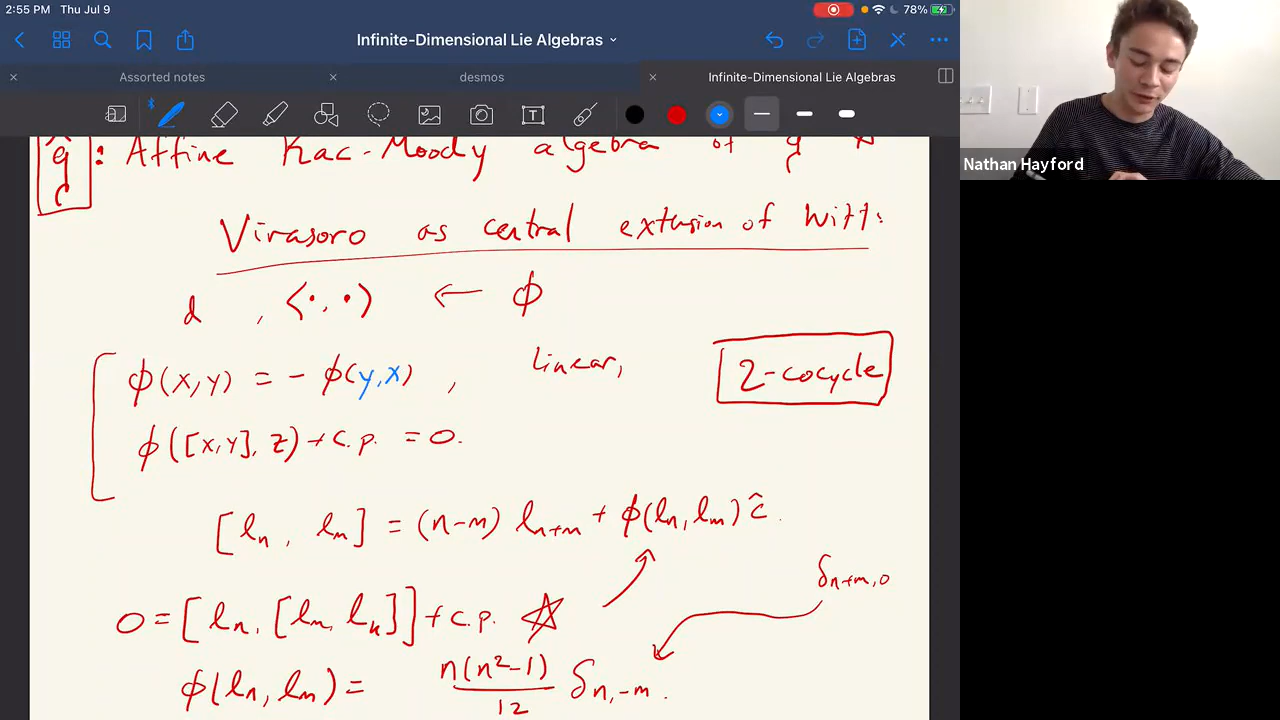 2:55 PM Thu Jul 9
78%
Infinite-Dimensional Lie Algebras
Assorted notes
desmos
Infinite-Dimensional Lie Algebras
T
Nathan Hayford
ĝ : Affine Kac-Moody algebra of g
Virasoro as central extension of Witt:
d , ⟨·,·⟩ ← ϕ
ϕ(x,y) = - ϕ(y,x) , linear,
2-cocycle
ϕ([x,y], z) + c.p. = 0.
[ln, lm] = (n-m) ln+m + ϕ(ln, lm) ĉ.
δn+m,0
0 = [ln, [lm, lk]] + c.p. ☆
ϕ(ln, lm) = n(n²-1)/12 δn,-m.